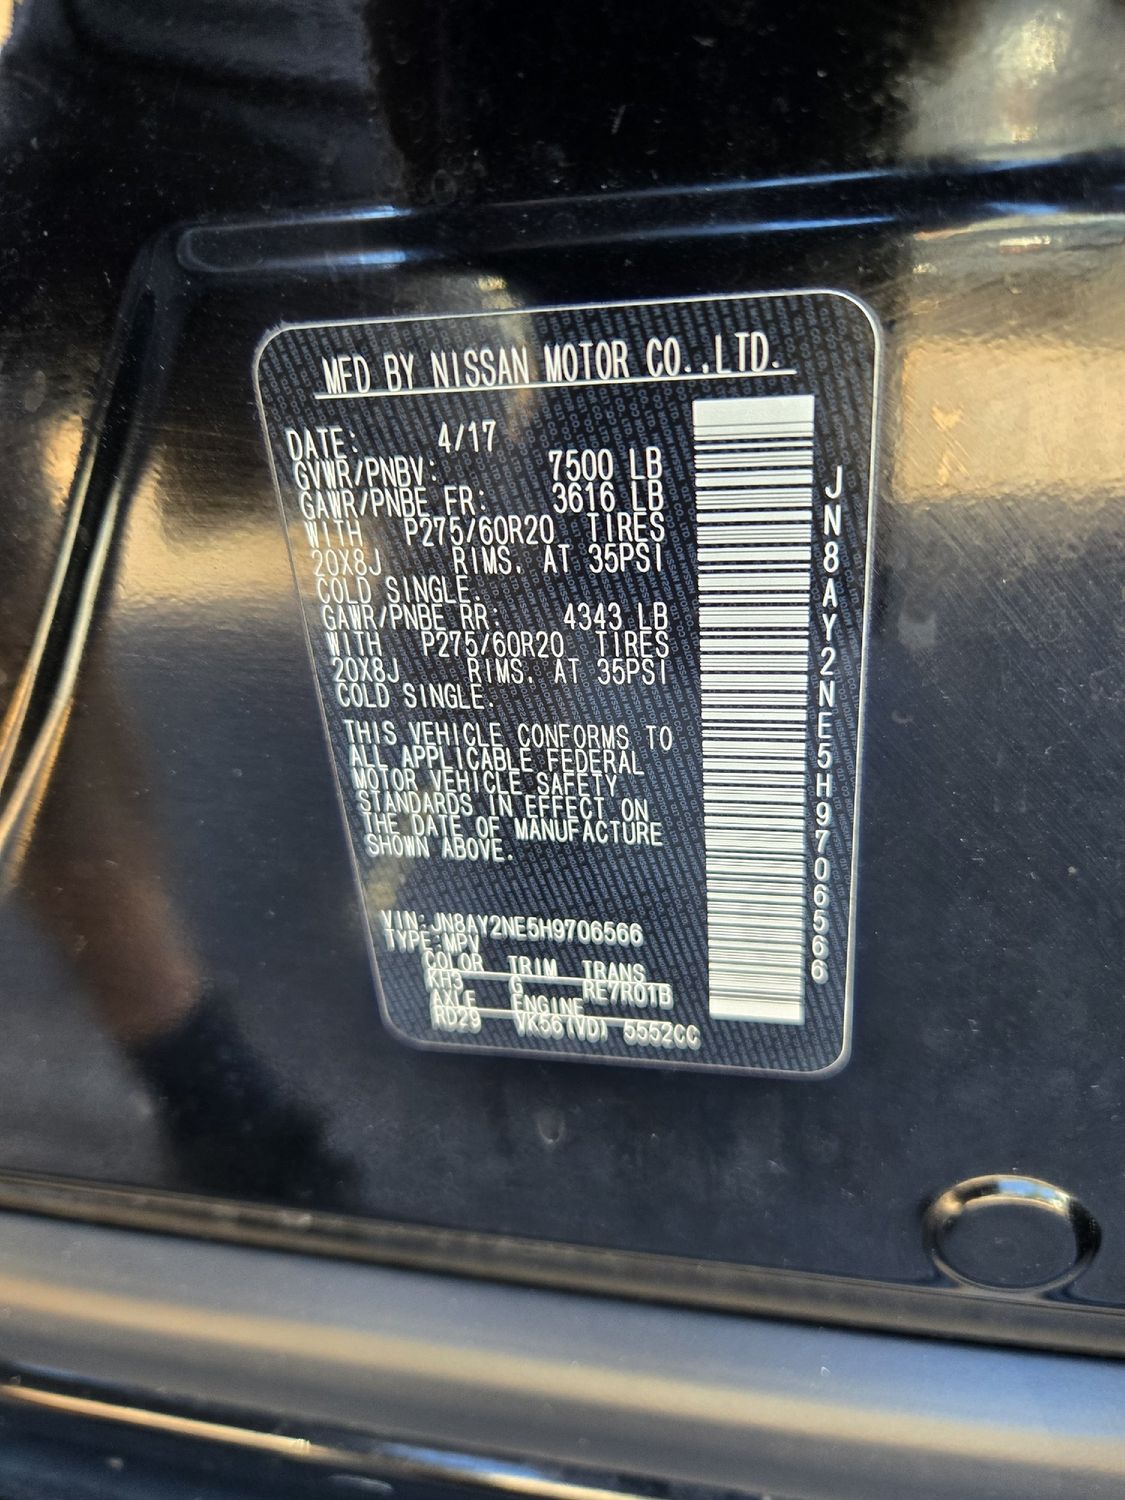 MFD BY NISSAN MOTOR CO.,LTD.
DATE: 4/17
GVWR/PNBV: 7500 LB
GAWR/PNBE FR: 3616 LB
WITH P275/60R20 TIRES
20X8J RIMS. AT 35PSI
COLD SINGLE.
GAWR/PNBE RR: 4343 LB
WITH P275/60R20 TIRES
20X8J RIMS. AT 35PSI
COLD SINGLE.
THIS VEHICLE CONFORMS TO
ALL APPLICABLE FEDERAL
MOTOR VEHICLE SAFETY
STANDARDS IN EFFECT ON
THE DATE OF MANUFACTURE
SHOWN ABOVE.
VIN:JN8AY2NE5H9706566
TYPE:MPV
COLOR TRIM TRANS
KH3 G RE7R01B
AXLE ENGINE
RD29 VK56(VD) 5552CC
JN8AY2NE5H9706566